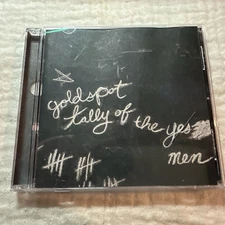 goldspot
tally of the yes
men